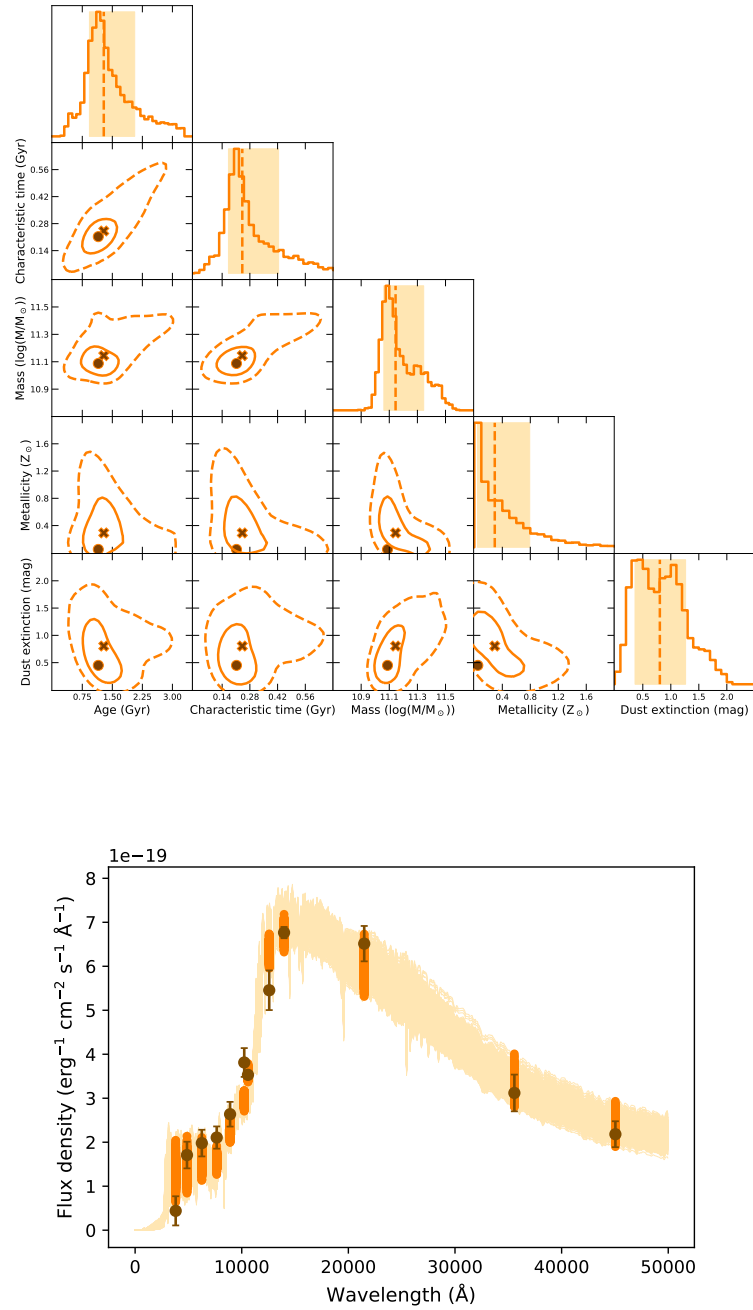 Characteristic time (Gyr)
0.56
0.42
0.28
0.14
Mass (log(M/M⊙))
11.5
11.3
11.1
10.9
Metallicity (Z⊙)
1.6
1.2
0.8
0.4
Dust extinction (mag)
2.0
1.5
1.0
0.5
0.75 1.50 2.25 3.00 0.14 0.28 0.42 0.56 10.9 11.1 11.3 11.5 0.4 0.8 1.2 1.6 0.5 1.0 1.5 2.0
Age (Gyr) Characteristic time (Gyr) Mass (log(M/M⊙)) Metallicity (Z⊙) Dust extinction (mag)
1e−19
8
7
6
5
4
3
2
1
0
Flux density (erg⁻¹ cm⁻² s⁻¹ Å⁻¹)
0 10000 20000 30000 40000 50000
Wavelength (Å)